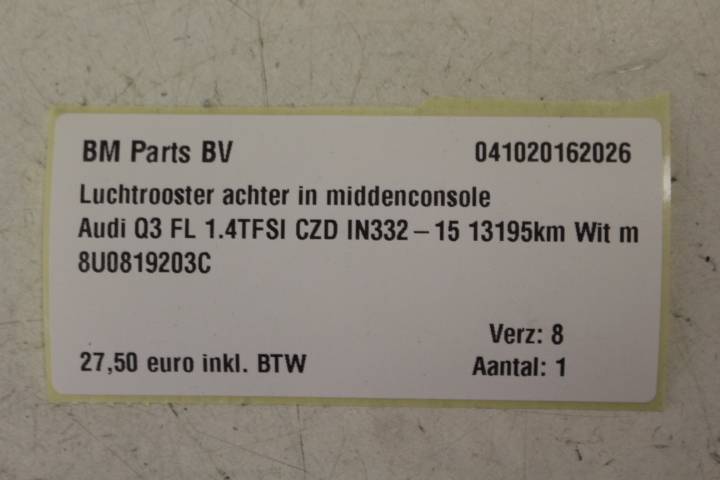 BM Parts BV 041020162026
Luchtrooster achter in middenconsole
Audi Q3 FL 1.4TFSI CZD IN332-15 13195km Wit m
8U0819203C
Verz: 8
27,50 euro inkl. BTW Aantal: 1